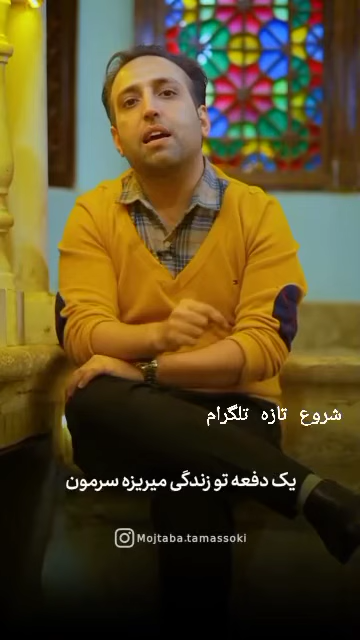 شروع تازه تلگرام
یک دفعه تو زندگی میریزه سرمون
Mojtaba.tamassoki